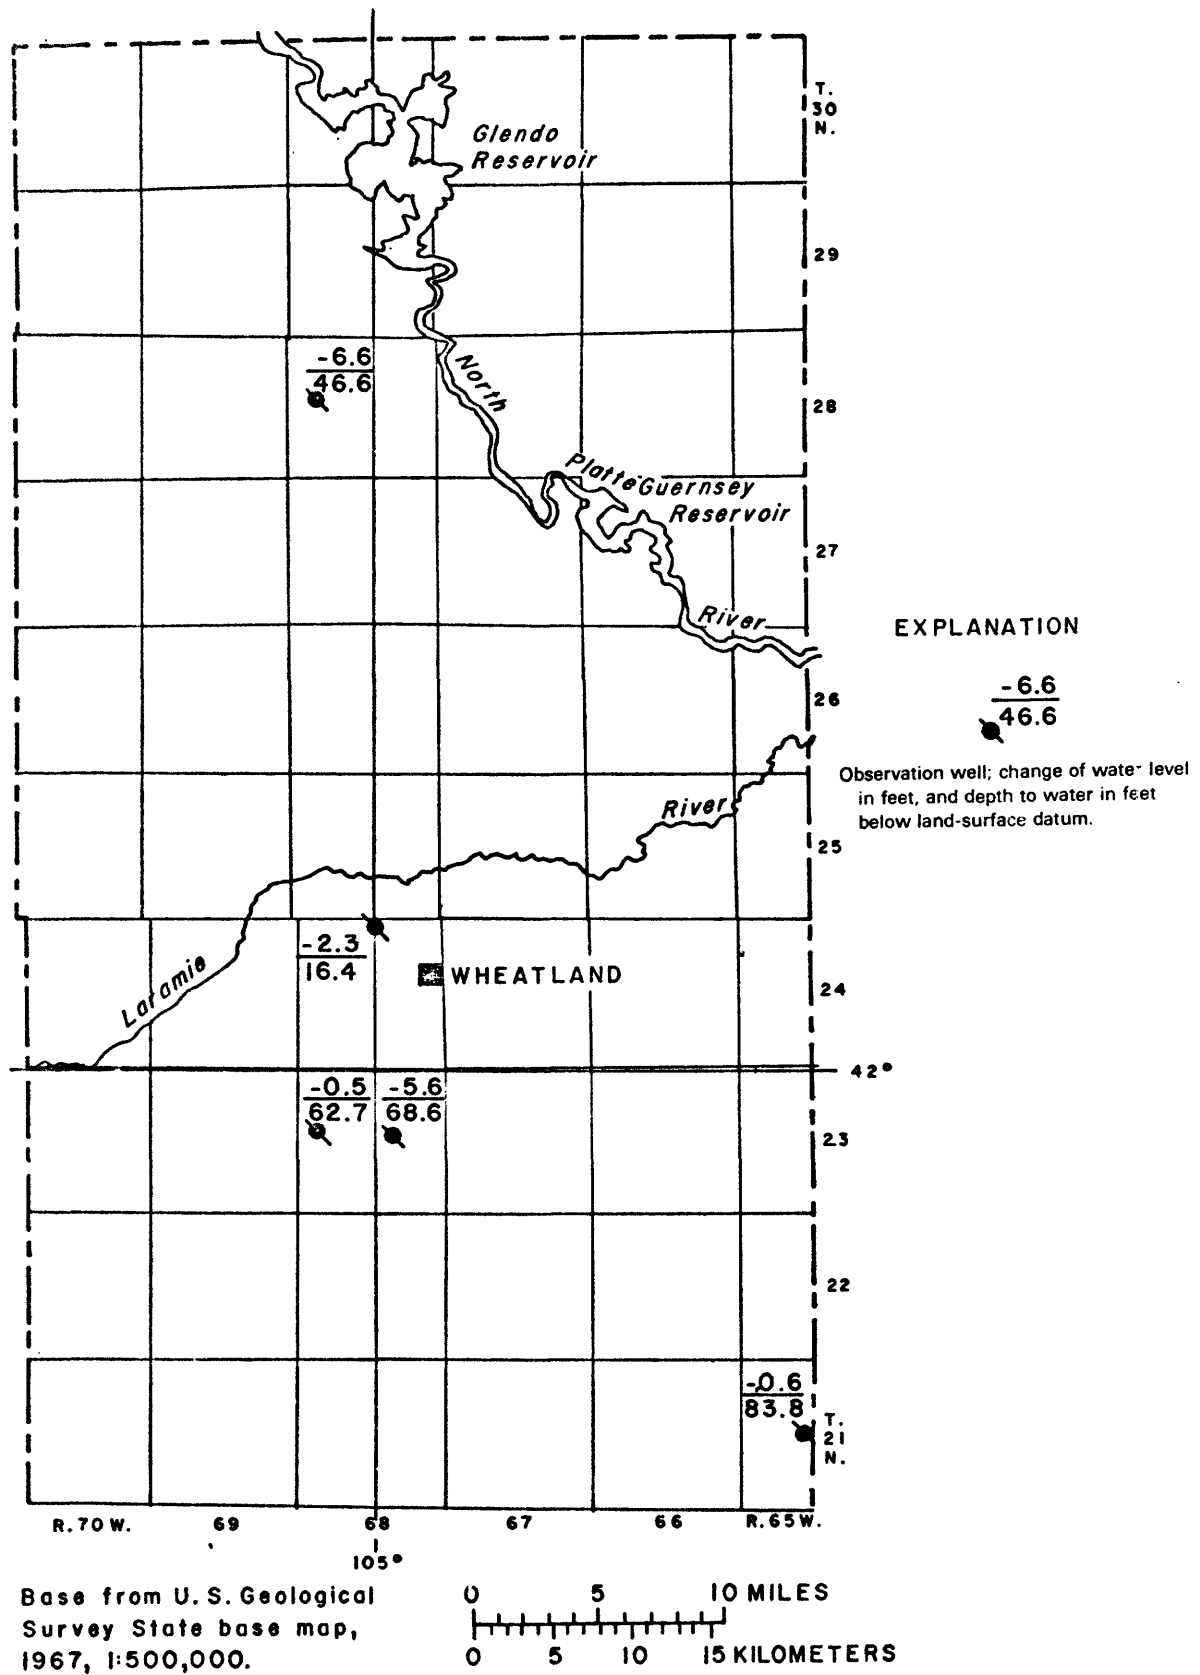 T.
30
N.
Glendo
Reservoir
29
-6.6
46.6
North
28
Platte
Guernsey
Reservoir
27
River
EXPLANATION
26
-6.6
46.6
Observation well; change of water level
in feet, and depth to water in feet
below land-surface datum.
River
25
-2.3
16.4
WHEATLAND
Laramie
24
42°
-0.5
62.7
-5.6
68.6
23
22
-0.6
83.8
T.
21
N.
R.70W. 69 68 67 66 R.65W.
105°
Base from U.S. Geological
Survey State base map,
1967, 1:500,000.
0 5 10 MILES
0 5 10 15 KILOMETERS